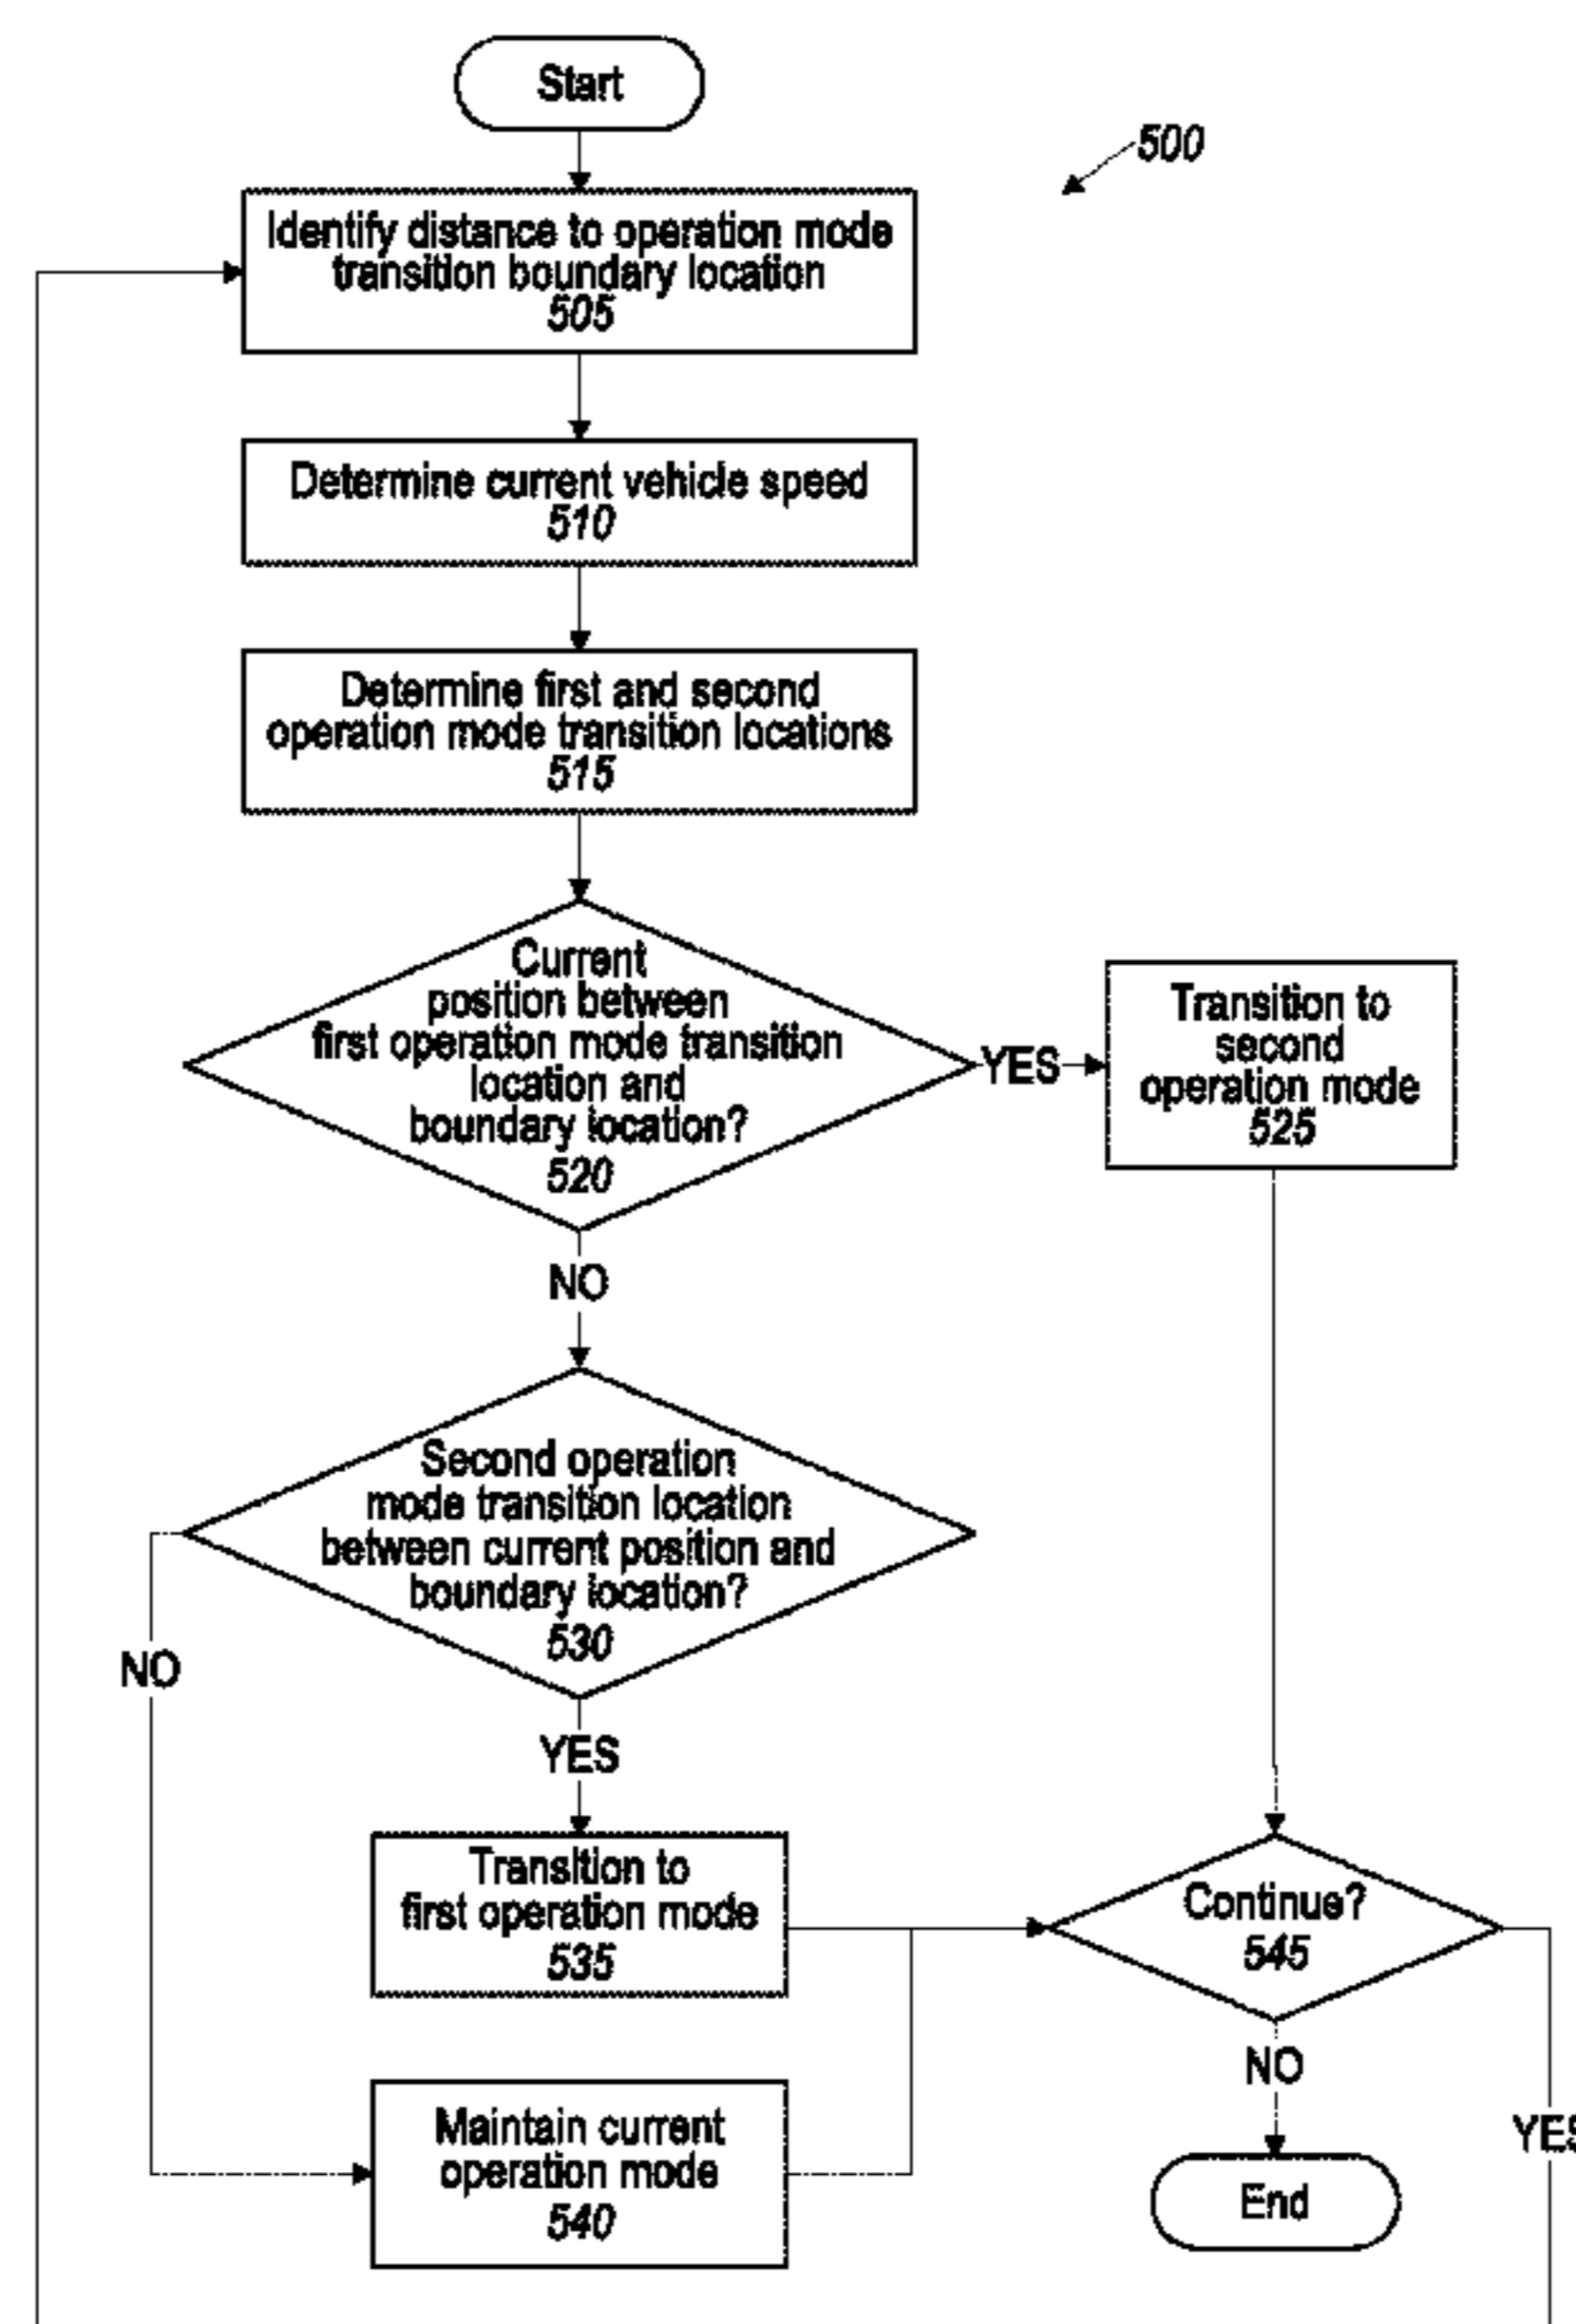 Start
500
Identify distance to operation mode
transition boundary location
505
Determine current vehicle speed
510
Determine first and second
operation mode transition locations
515
Current
position between
first operation mode transition
location and
boundary location?
520
YES
Transition to
second
operation mode
525
NO
Second operation
mode transition location
between current position and
boundary location?
530
NO
YES
Transition to
first operation mode
535
Continue?
545
NO
YES
Maintain current
operation mode
540
End